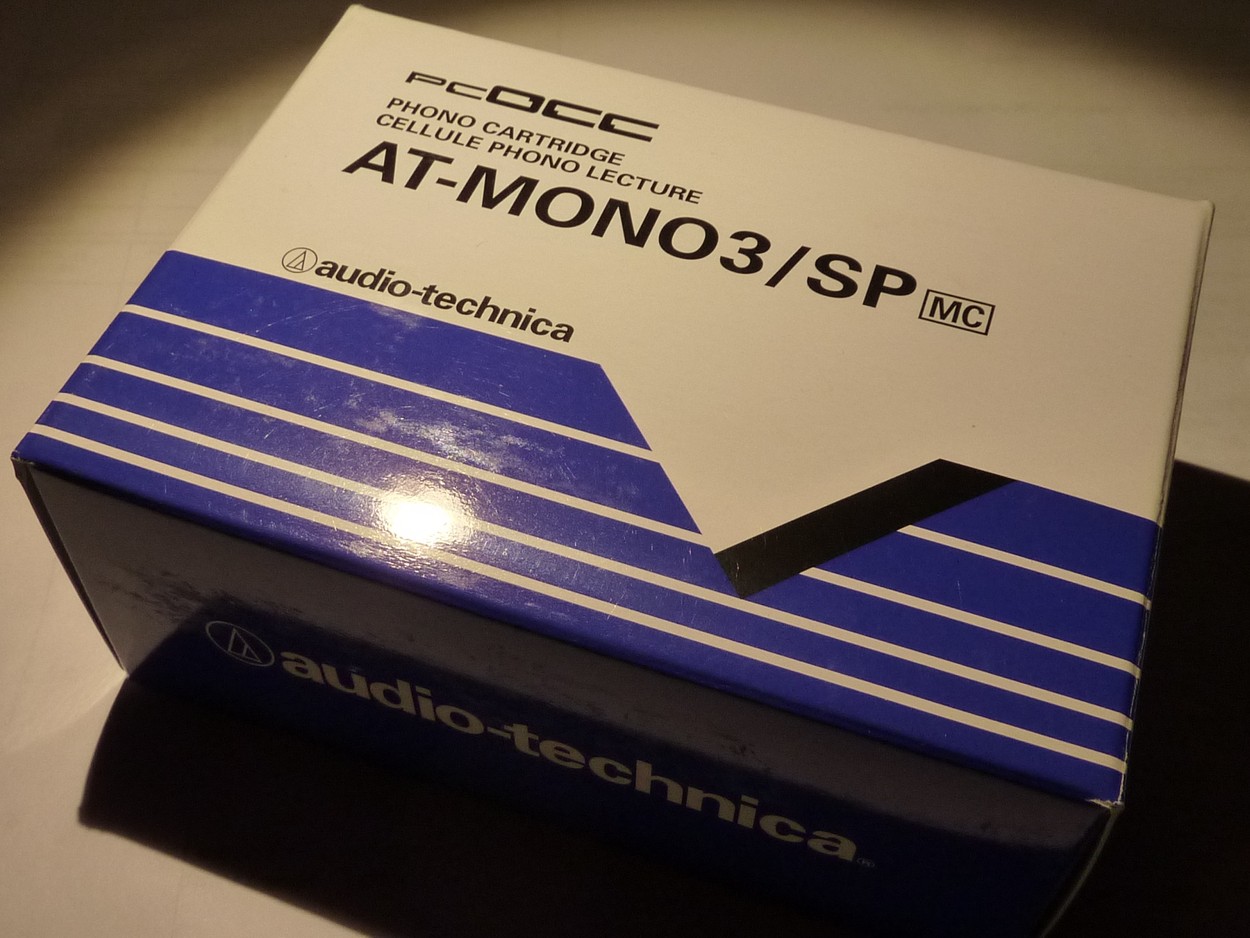 PCOCC
PHONO CARTRIDGE
CELLULE PHONO LECTURE
AT-MONO3/SP MC
audio-technica
audio-technica®